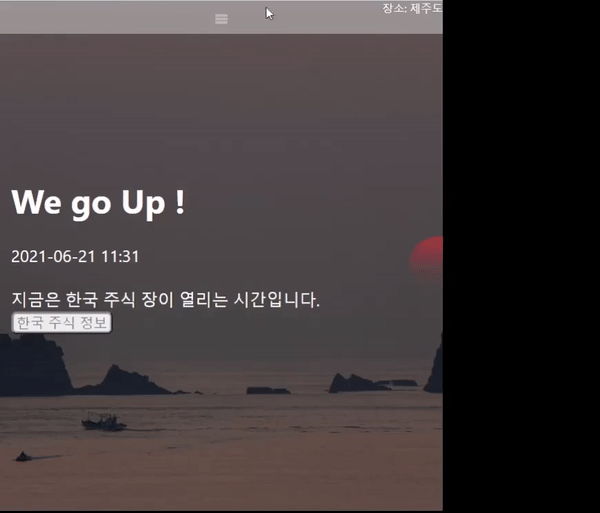 장소: 제주도
We go Up !
2021-06-21 11:31
지금은 한국 주식 장이 열리는 시간입니다.
한국 주식 정보